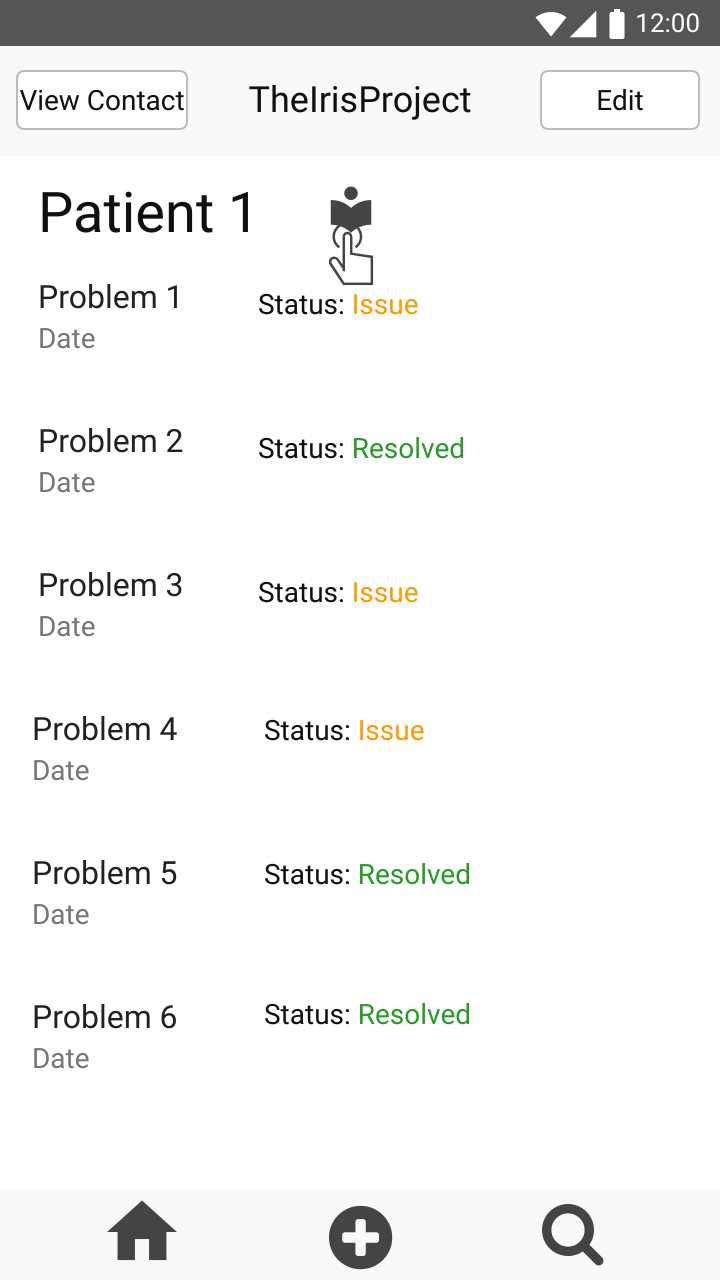 12:00
View Contact TheIrisProject Edit
Patient 1
Problem 1 Status: Issue
Date
Problem 2 Status: Resolved
Date
Problem 3 Status: Issue
Date
Problem 4 Status: Issue
Date
Problem 5 Status: Resolved
Date
Problem 6 Status: Resolved
Date